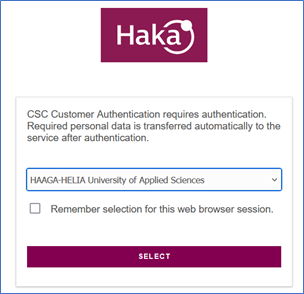 Haka
CSC Customer Authentication requires authentication.
Required personal data is transferred automatically to the
service after authentication.
HAAGA-HELIA University of Applied Sciences
Remember selection for this web browser session.
SELECT